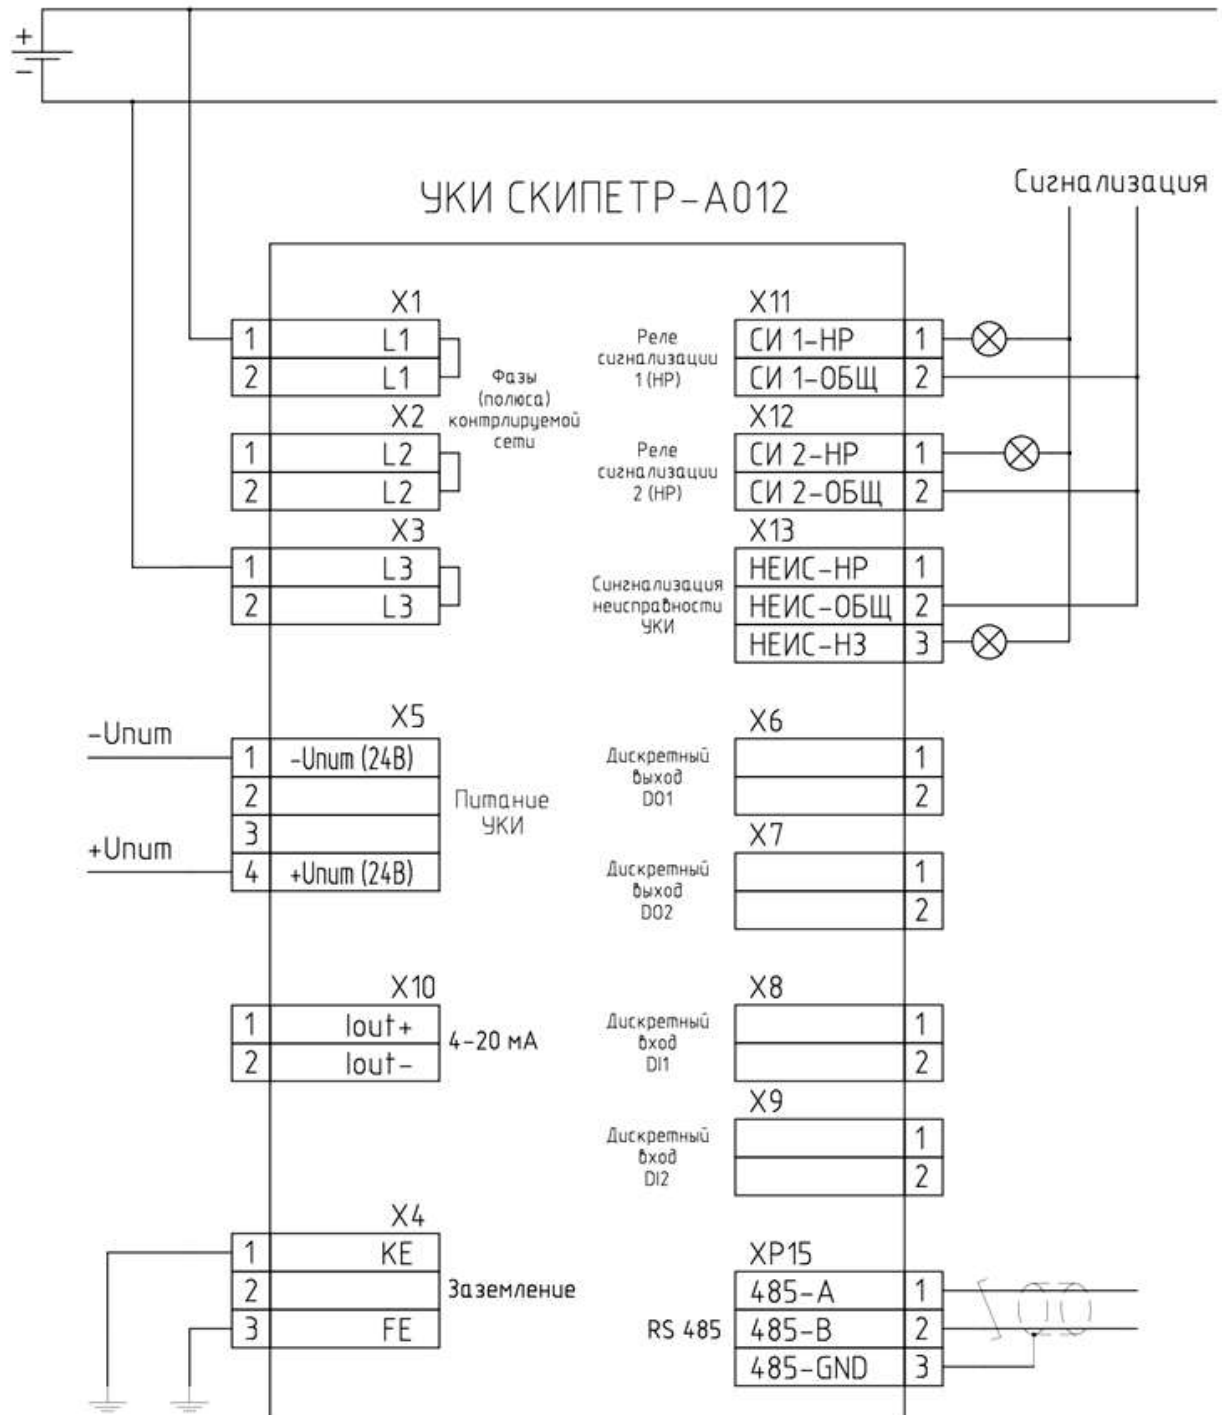 +
−
УКИ СКИПЕТР-А012
Сигнализация
X1
1 L1
2 L1
X2
1 L2
2 L2
X3
1 L3
2 L3
Фазы
(полюса)
контрлируемой
сети
-Uпит
+Uпит
X5
1 -Uпит (24В)
2
3
4 +Uпит (24В)
Питание
УКИ
X10
1 Iout+
2 Iout-
4-20 мА
X4
1 KE
2
3 FE
Заземление
Реле
сигнализации
1 (НР)
X11
СИ 1-НР 1
СИ 1-ОБЩ 2
Реле
сигнализации
2 (НР)
X12
СИ 2-НР 1
СИ 2-ОБЩ 2
Сингнализация
неисправности
УКИ
X13
НЕИС-НР 1
НЕИС-ОБЩ 2
НЕИС-НЗ 3
Дискретный
выход
DO1
X6
1
2
Дискретный
выход
DO2
X7
1
2
Дискретный
вход
DI1
X8
1
2
Дискретный
вход
DI2
X9
1
2
RS 485
XP15
485-A 1
485-B 2
485-GND 3